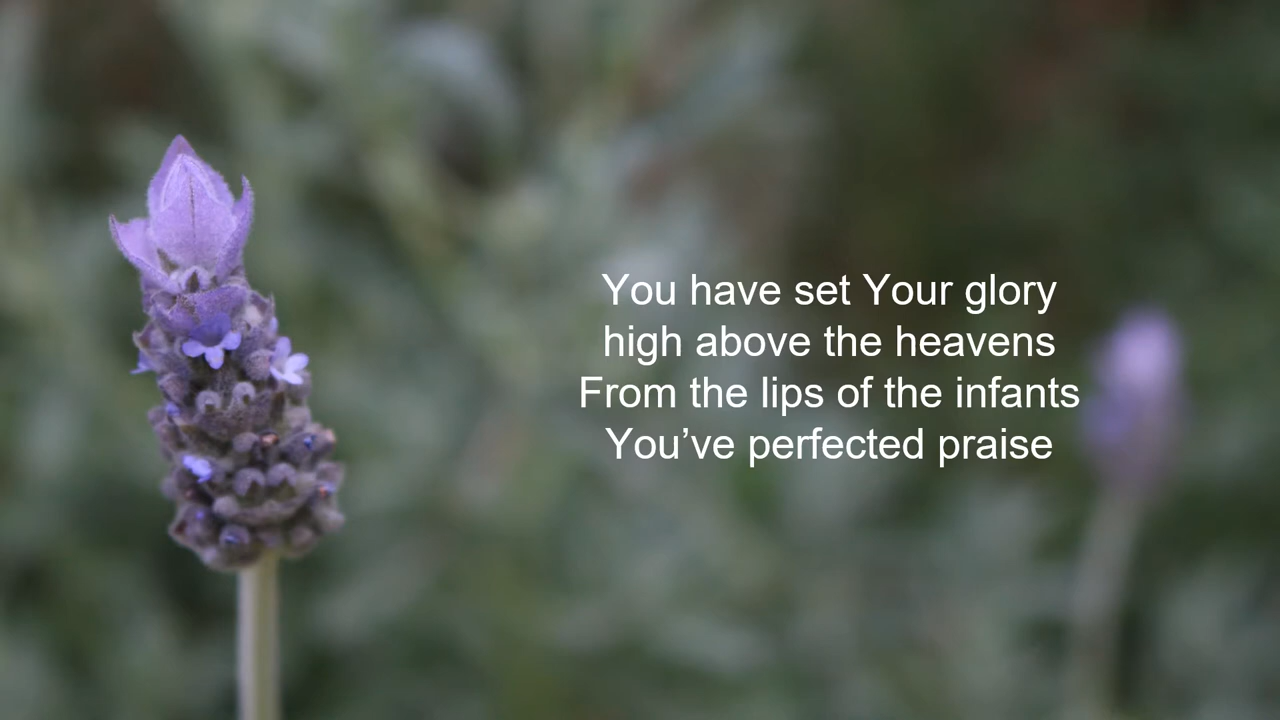 You have set Your glory
high above the heavens
From the lips of the infants
You’ve perfected praise